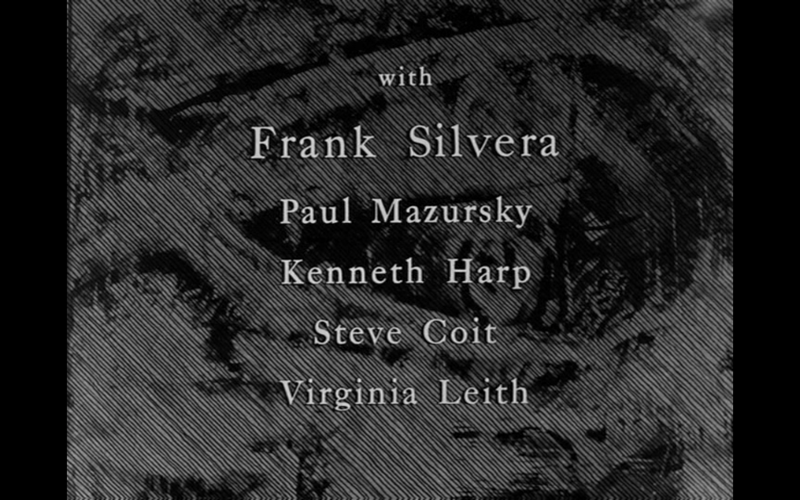 with
Frank Silvera
Paul Mazursky
Kenneth Harp
Steve Coit
Virginia Leith